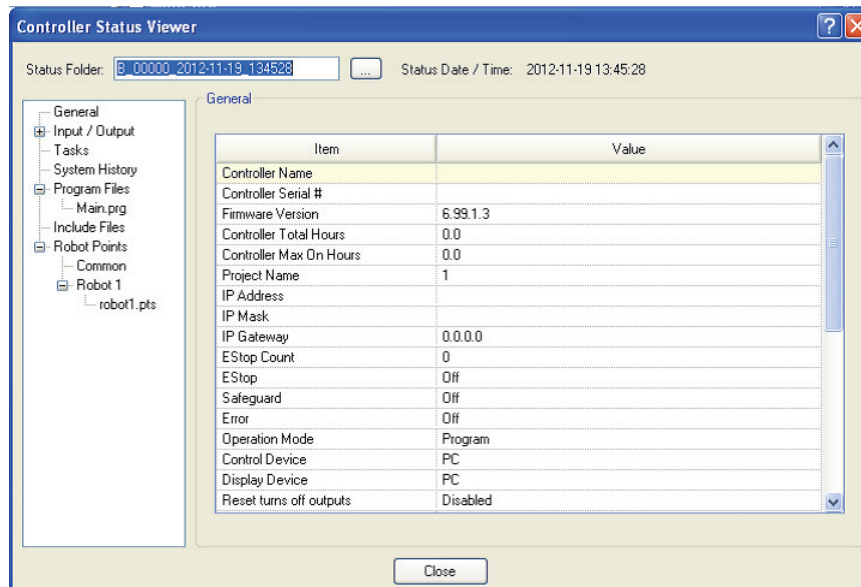 Controller Status Viewer
Status Folder: B_00000_2012-11-19_134528 ... Status Date / Time: 2012-11-19 13:45:28
General
Input / Output
Tasks
System History
Program Files
Main.prg
Include Files
Robot Points
Common
Robot 1
robot1.pts
General
Item Value
Controller Name
Controller Serial #
Firmware Version 6.99.1.3
Controller Total Hours 0.0
Controller Max On Hours 0.0
Project Name 1
IP Address
IP Mask
IP Gateway 0.0.0.0
EStop Count 0
EStop Off
Safeguard Off
Error Off
Operation Mode Program
Control Device PC
Display Device PC
Reset turns off outputs Disabled
Close